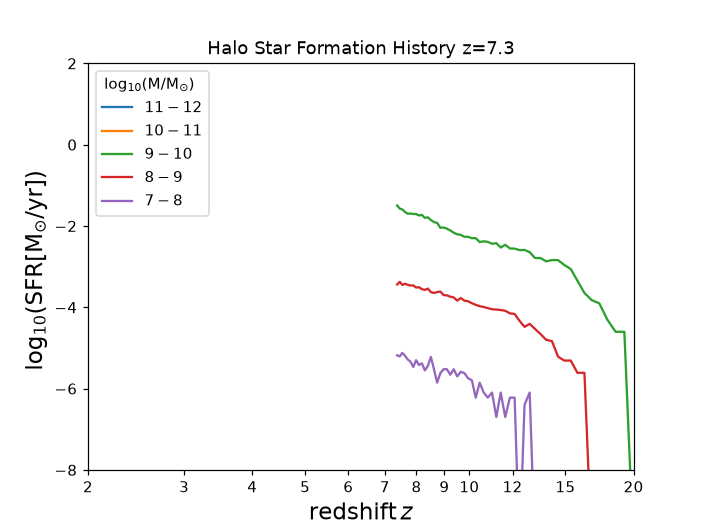 Halo Star Formation History z=7.3
log₁₀(M/M☉)
11 − 12
10 − 11
9 − 10
8 − 9
7 − 8
log₁₀(SFR[M☉/yr])
2
0
−2
−4
−6
−8
2 3 4 5 6 7 8 9 10 12 15 20
redshift z